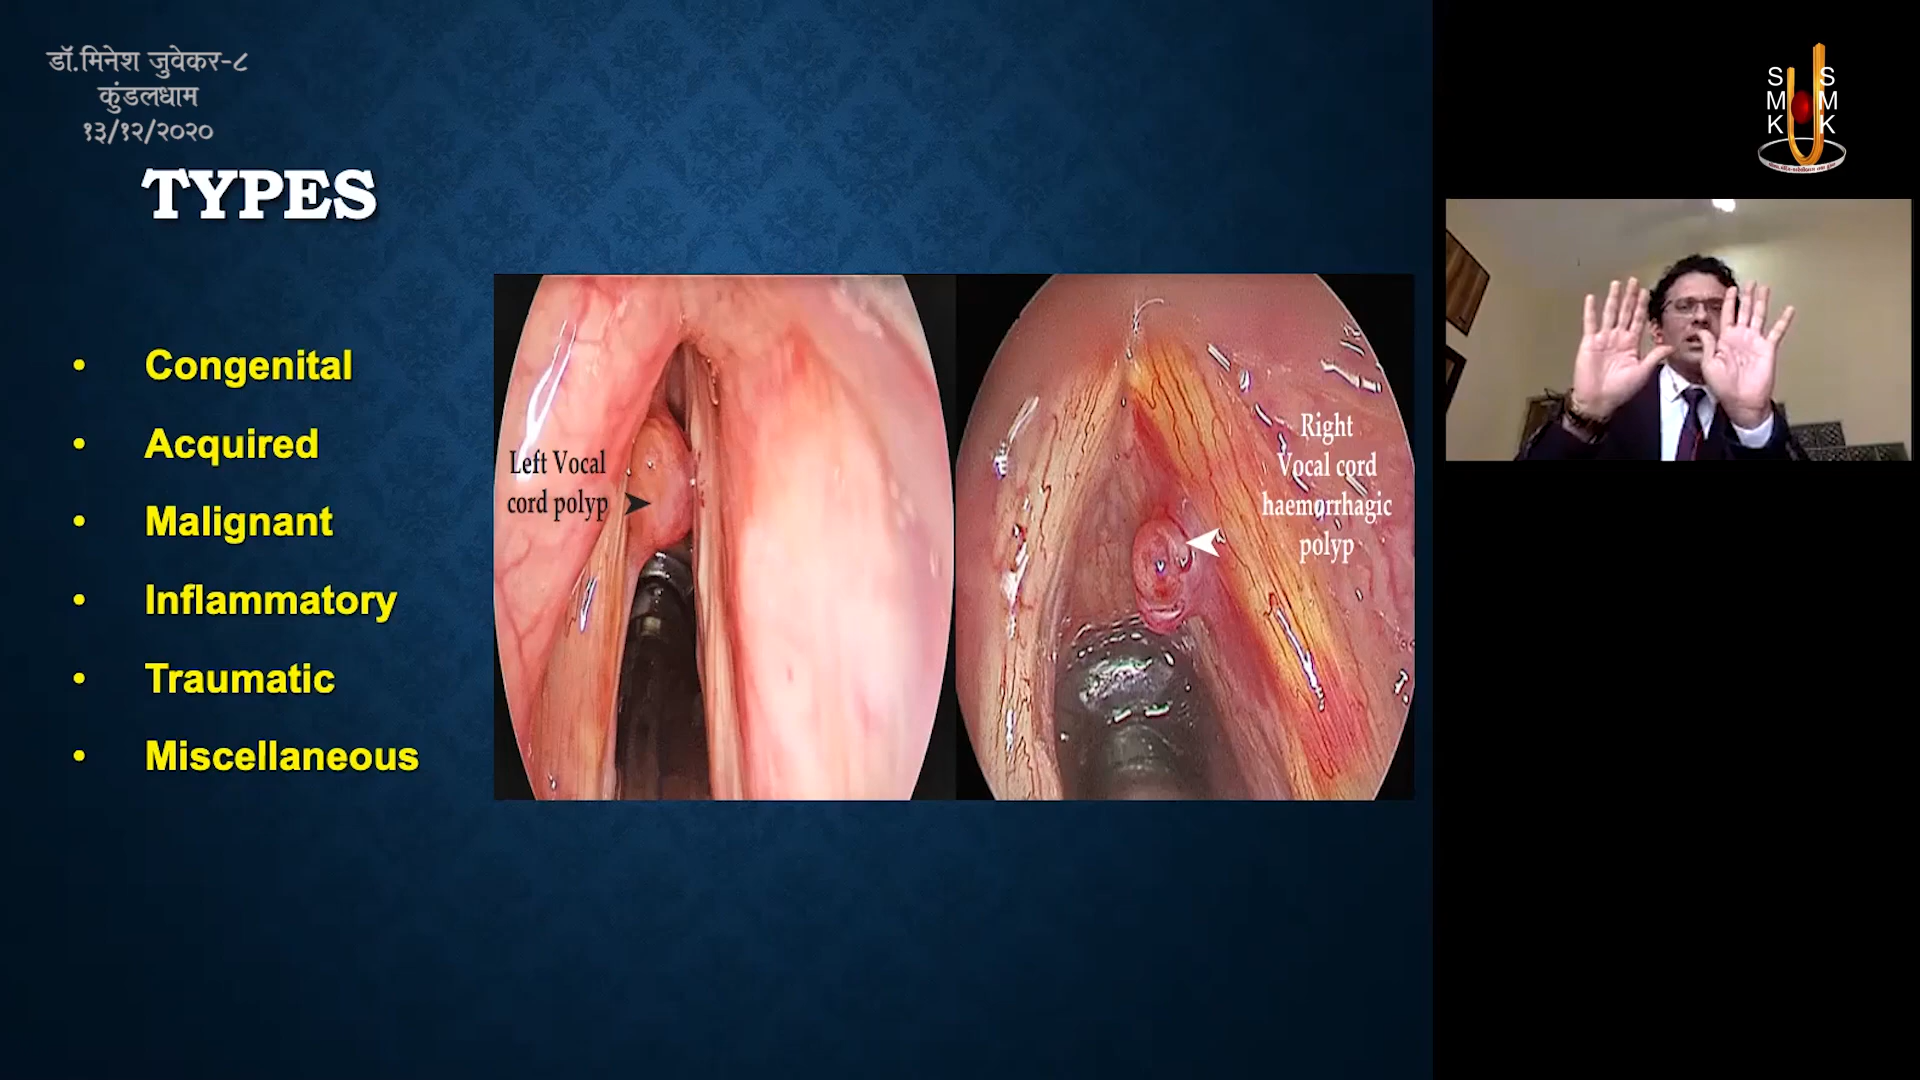 डॉ.मिनेश जुवेकर-८
कुंडलधाम
१३/१२/२०२०
TYPES
• Congenital
• Acquired
• Malignant
• Inflammatory
• Traumatic
• Miscellaneous
Left Vocal
cord polyp
Right
Vocal cord
haemorrhagic
polyp
S S
M M
K K